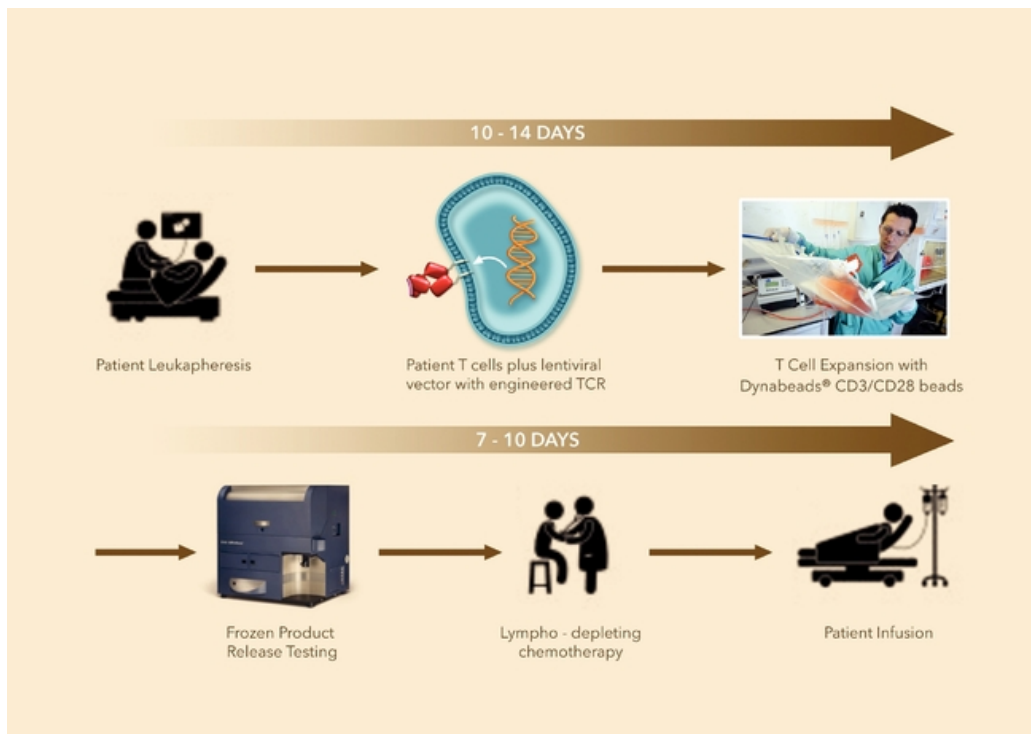 10 - 14 DAYS
Patient Leukapheresis
Patient T cells plus lentiviral
vector with engineered TCR
T Cell Expansion with
Dynabeads® CD3/CD28 beads
7 - 10 DAYS
Frozen Product
Release Testing
Lympho - depleting
chemotherapy
Patient Infusion